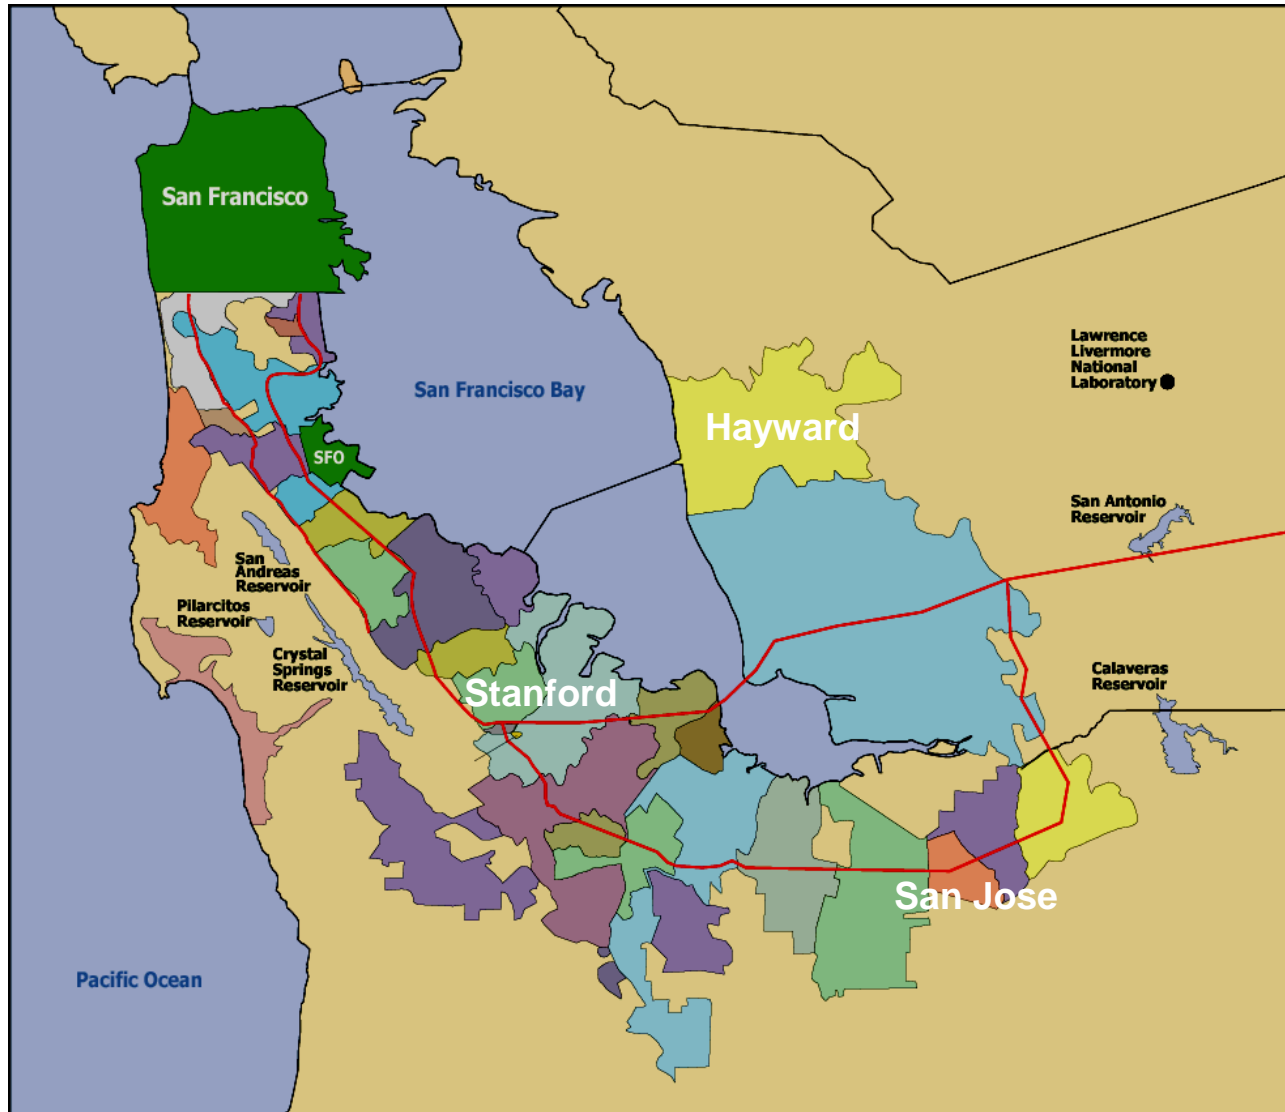 San Francisco
Lawrence
Livermore
National
Laboratory
San Francisco Bay
Hayward
SFO
San Antonio
Reservoir
San
Andreas
Reservoir
Pilarcitos
Reservoir
Crystal
Springs
Reservoir
Stanford
Calaveras
Reservoir
San Jose
Pacific Ocean